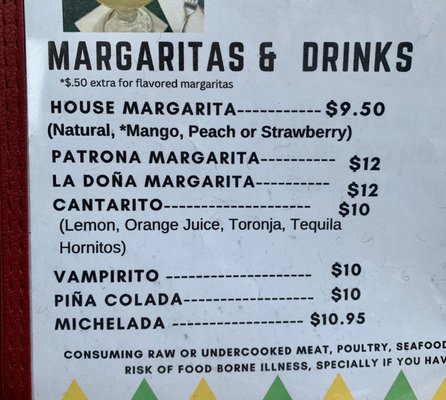 MARGARITAS & DRINKS
*$.50 extra for flavored margaritas
HOUSE MARGARITA------------$9.50
(Natural, *Mango, Peach or Strawberry)
PATRONA MARGARITA---------- $12
LA DOÑA MARGARITA---------- $12
CANTARITO-------------------- $10
(Lemon, Orange Juice, Toronja, Tequila
Hornitos)
VAMPIRITO -------------------- $10
PIÑA COLADA------------------ $10
MICHELADA ------------------ $10.95
CONSUMING RAW OR UNDERCOOKED MEAT, POULTRY, SEAFOOD
RISK OF FOOD BORNE ILLNESS, SPECIALLY IF YOU HAV